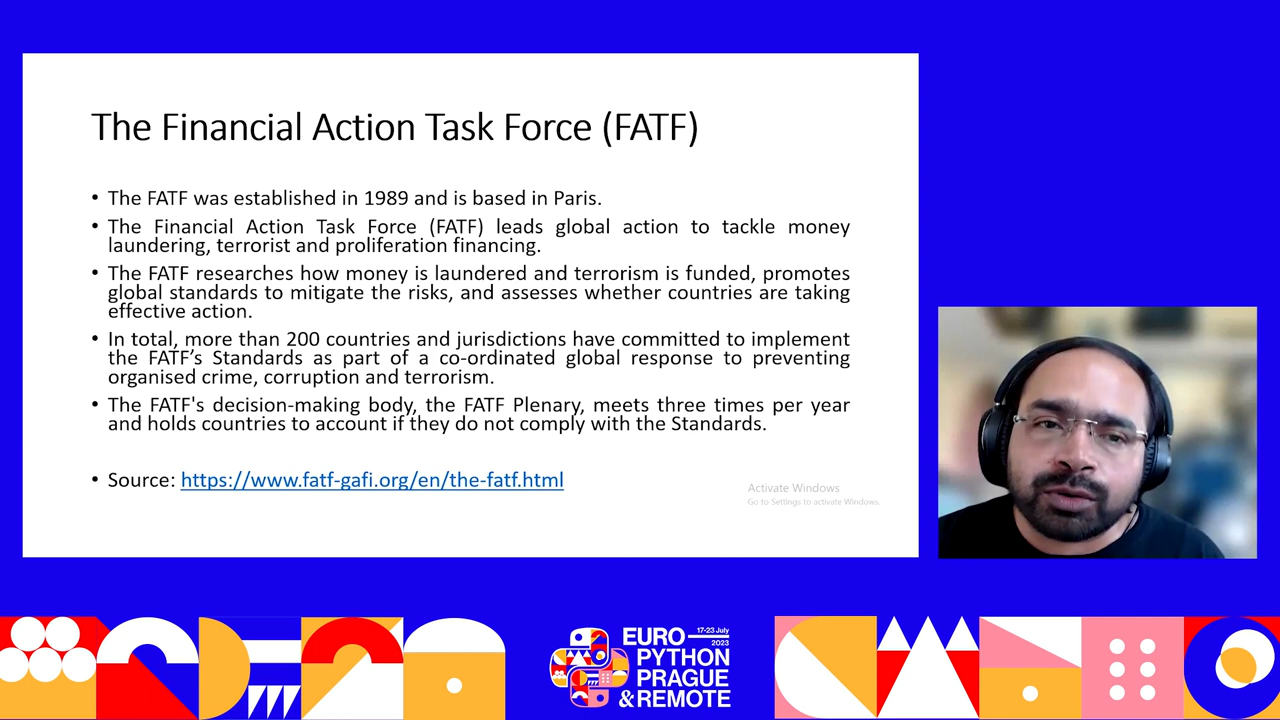 The Financial Action Task Force (FATF)
• The FATF was established in 1989 and is based in Paris.
• The Financial Action Task Force (FATF) leads global action to tackle money
laundering, terrorist and proliferation financing.
• The FATF researches how money is laundered and terrorism is funded, promotes
global standards to mitigate the risks, and assesses whether countries are taking
effective action.
• In total, more than 200 countries and jurisdictions have committed to implement
the FATF’s Standards as part of a co-ordinated global response to preventing
organised crime, corruption and terrorism.
• The FATF's decision-making body, the FATF Plenary, meets three times per year
and holds countries to account if they do not comply with the Standards.
• Source: https://www.fatf-gafi.org/en/the-fatf.html
Activate Windows
Go to Settings to activate Windows.
EURO
17-23 July
2023
PYTHON
PRAGUE
& REMOTE